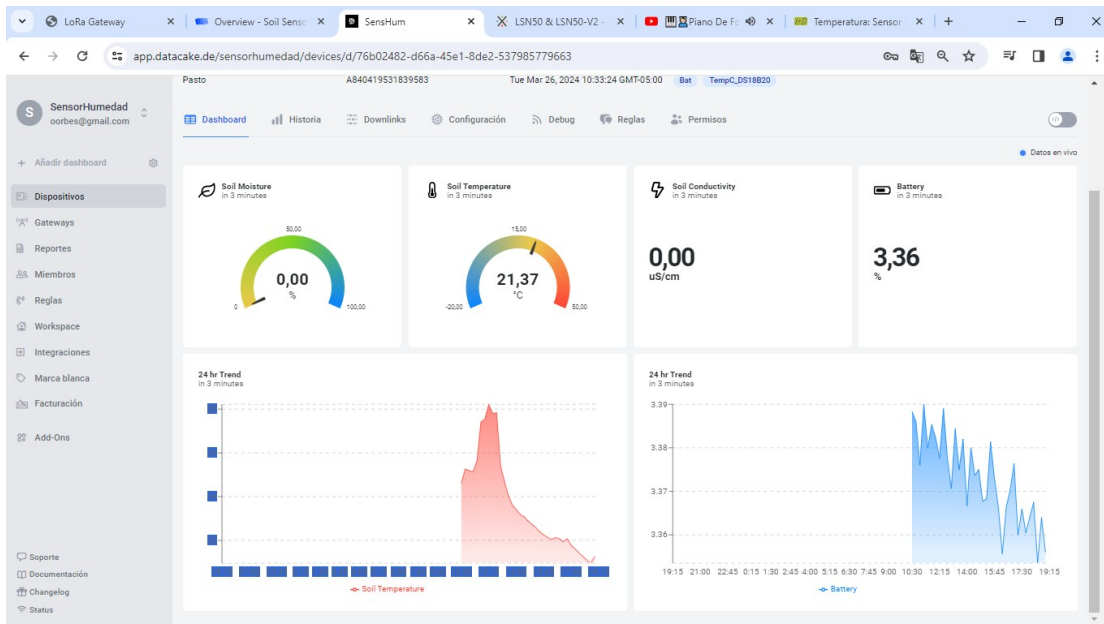 LoRa Gateway
Overview - Soil Senso
SensHum
LSN50 & LSN50-V2 -
Piano De Fo
Temperatura: Sensor
app.datacake.de/sensorhumedad/devices/d/76b02482-d66a-45e1-8de2-537985779663
Pasto A840419531839583 Tue Mar 26, 2024 10:33:24 GMT-05:00 Bat TempC_DS18B20
S
SensorHumedad
oorbes@gmail.com
Dashboard Historia Downlinks Configuración Debug Reglas Permisos
Añadir dashboard
Datos en vivo
Dispositivos
Gateways
Reportes
Miembros
Reglas
Workspace
Integraciones
Marca blanca
Facturación
Add-Ons
Soporte
Documentación
Changelog
Status
Soil Moisture
in 3 minutes
50,00
0,00
%
0 100,00
Soil Temperature
in 3 minutes
15,00
21,37
°C
-20,00 50,00
Soil Conductivity
in 3 minutes
0,00
uS/cm
Battery
in 3 minutes
3,36
%
24 hr Trend
in 3 minutes
Soil Temperature
24 hr Trend
in 3 minutes
3.39
3.38
3.37
3.36
19:15 21:00 22:45 0:15 1:30 2:45 4:00 5:15 6:30 7:45 9:00 10:30 12:15 14:00 15:45 17:30 19:15
Battery